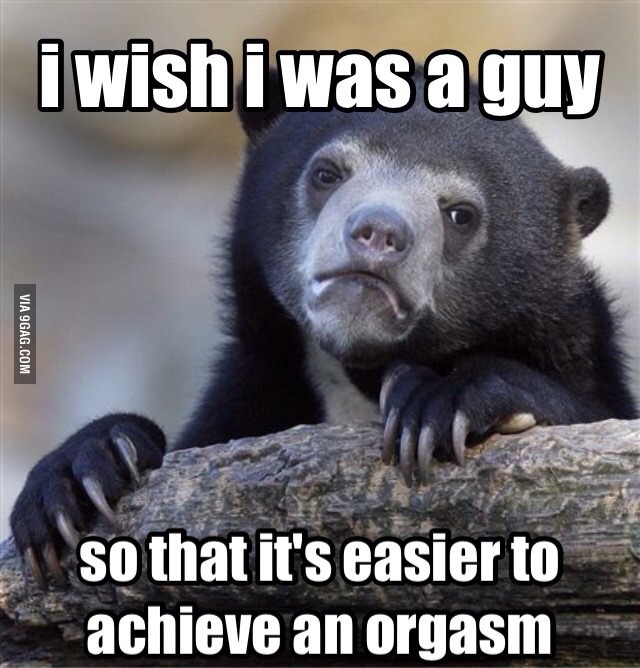 i wish i was a guy
VIA 9GAG.COM
so that it's easier to
achieve an orgasm